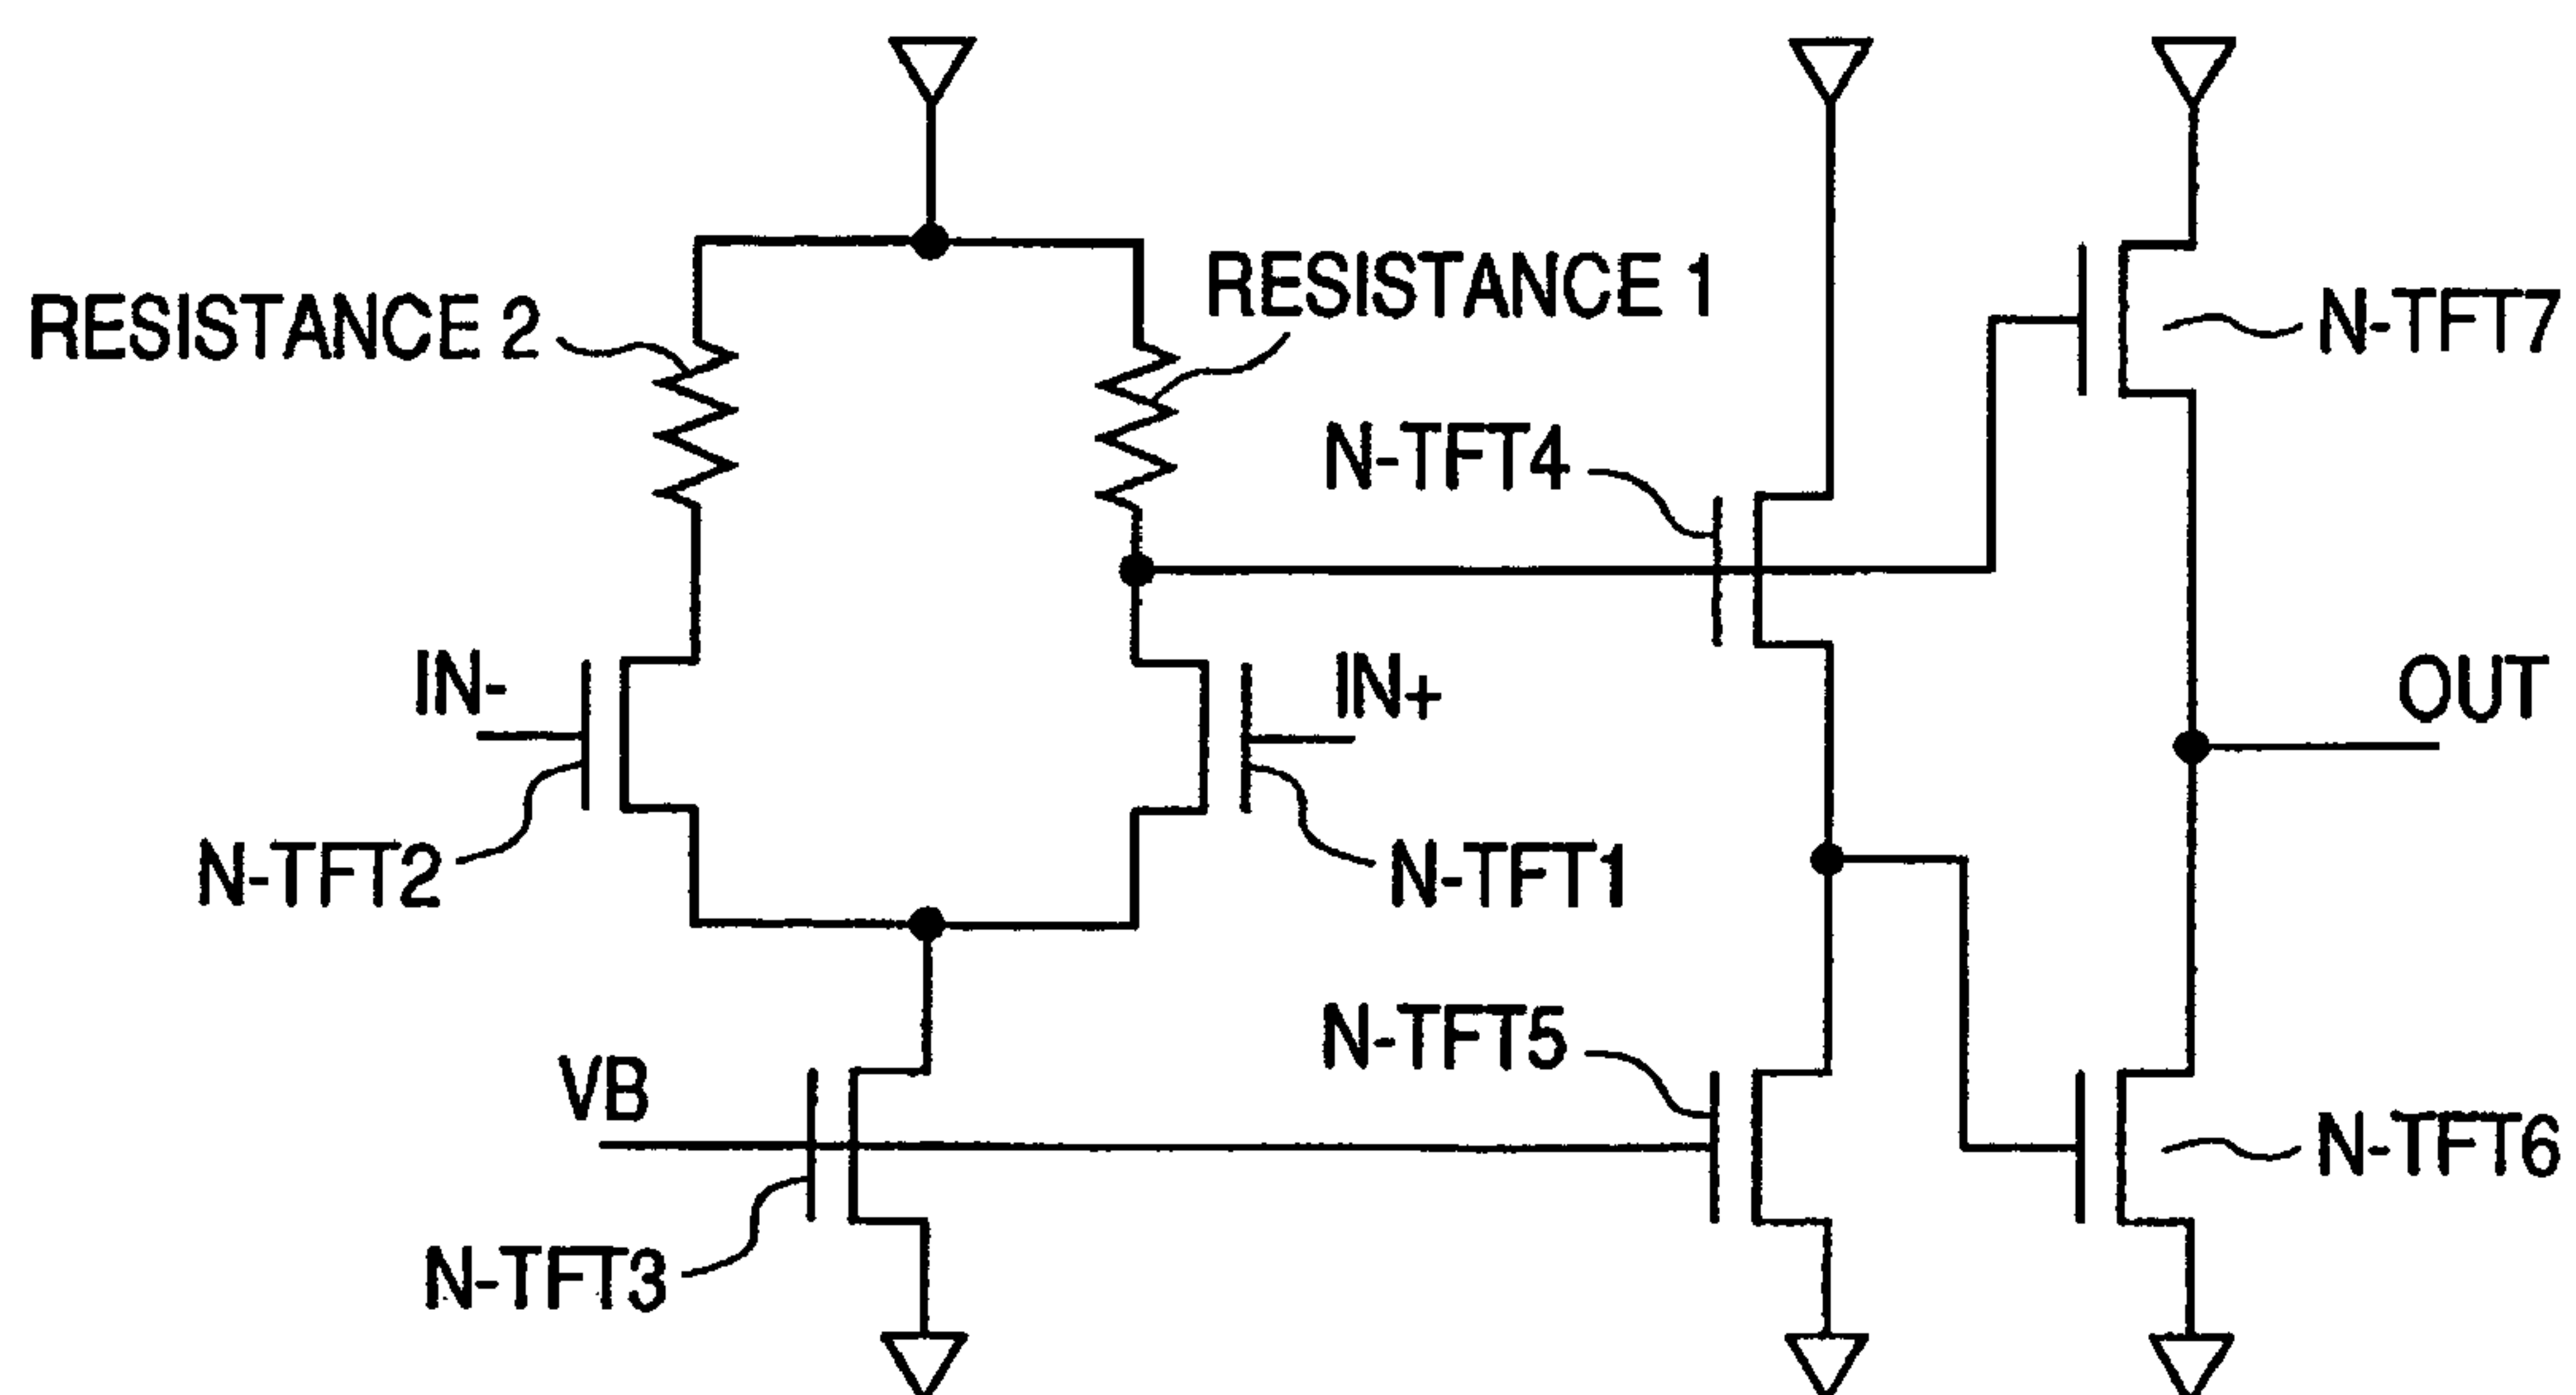 RESISTANCE 2
RESISTANCE 1
N-TFT7
N-TFT4
IN-
IN+
OUT
N-TFT2
N-TFT1
VB
N-TFT5
N-TFT6
N-TFT3